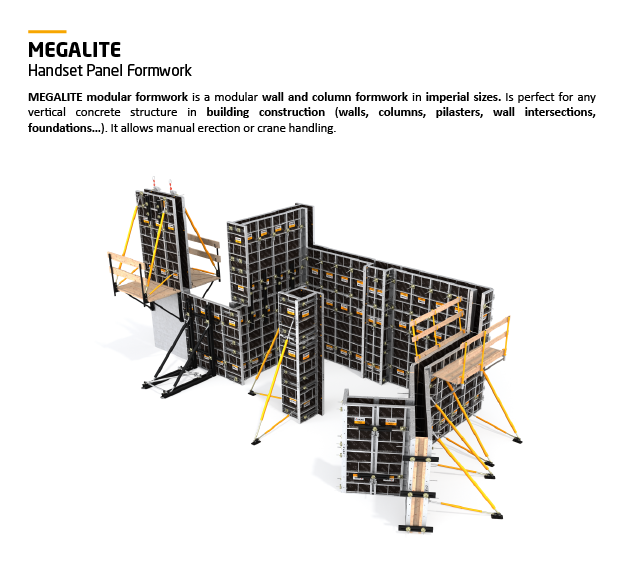 MEGALITE
Handset Panel Formwork
MEGALITE modular formwork is a modular wall and column formwork in imperial sizes. Is perfect for any
vertical concrete structure in building construction (walls, columns, pilasters, wall intersections,
foundations...). It allows manual erection or crane handling.